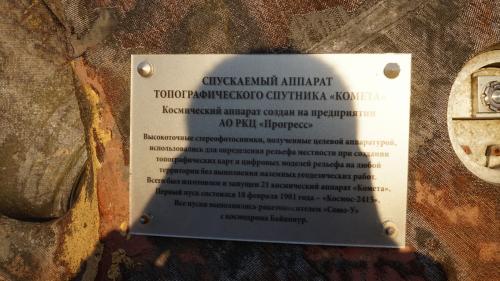 СПУСКАЕМЫЙ АППАРАТ
ТОПОГРАФИЧЕСКОГО СПУТНИКА «КОМЕТА»
Космический аппарат создан на предприятии
АО РКЦ «Прогресс»
Высокоточные стереофотоснимки, полученные целевой аппаратурой,
использовались для определения рельефа местности при создании
топографических карт и цифровых моделей рельефа на любой
территории без выполнения наземных геодезических работ.
Всего был изготовлен и запущен 21 космический аппарат «Комета».
Первый пуск состоялся 18 февраля 1981 года –
Все пуски выполнялись ракетой-носителем «Союз-У»
с космодрома Байконур.